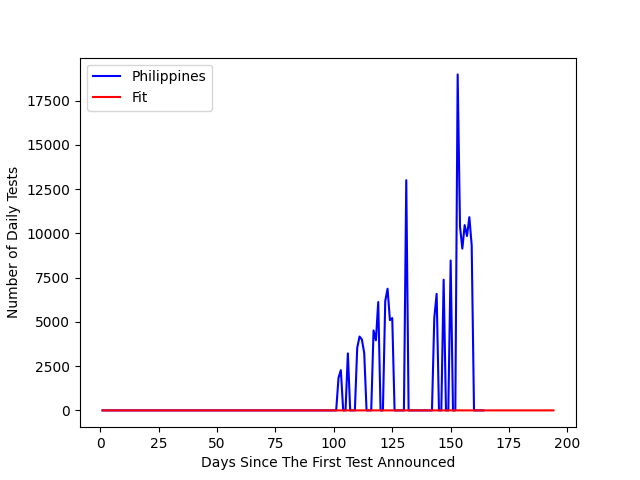 Philippines
Fit
17500
15000
12500
10000
7500
5000
2500
0
Number of Daily Tests
0 25 50 75 100 125 150 175 200
Days Since The First Test Announced